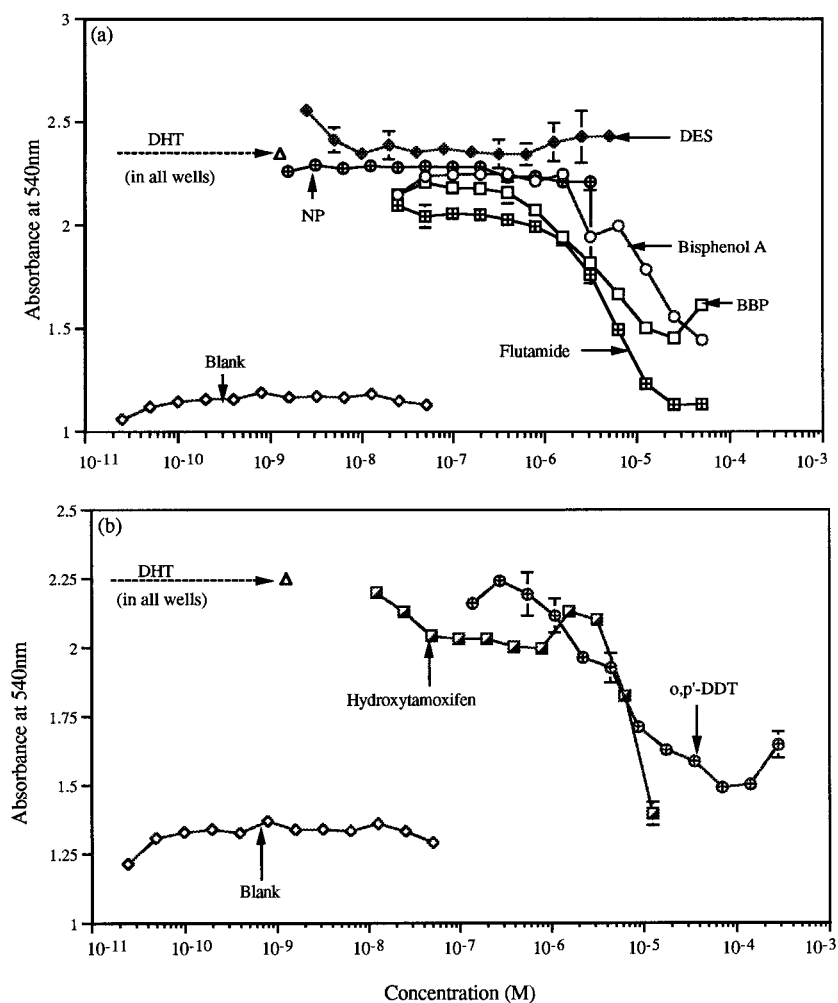 (a)
3
2.5
2
1.5
1
Absorbance at 540nm
DHT
(in all wells)
NP
DES
Bisphenol A
BBP
Flutamide
Blank
10-11 10-10 10-9 10-8 10-7 10-6 10-5 10-4 10-3
(b)
2.5
2.25
2
1.75
1.5
1.25
1
Absorbance at 540nm
DHT
(in all wells)
Hydroxytamoxifen
o,p'-DDT
Blank
10-11 10-10 10-9 10-8 10-7 10-6 10-5 10-4 10-3
Concentration (M)